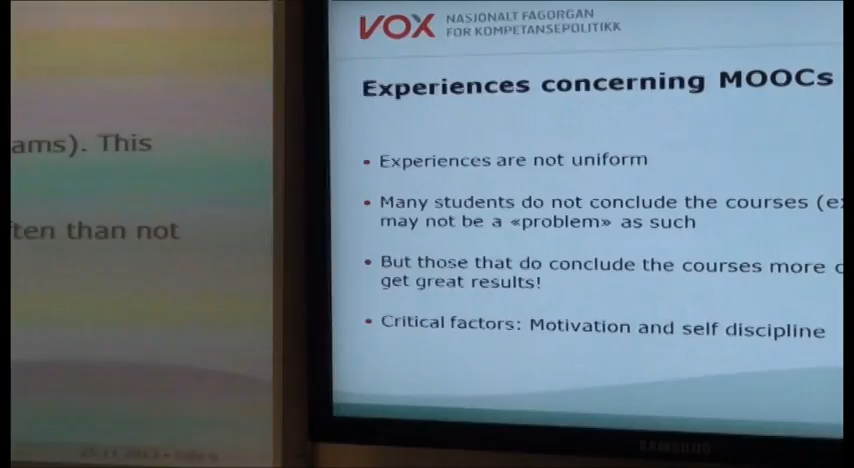 ams). This
ten than not
VOX NASJONALT FAGORGAN
FOR KOMPETANSEPOLITIKK
Experiences concerning MOOCs
• Experiences are not uniform
• Many students do not conclude the courses (e
may not be a «problem» as such
• But those that do conclude the courses more
get great results!
• Critical factors: Motivation and self discipline
SAMSUNG